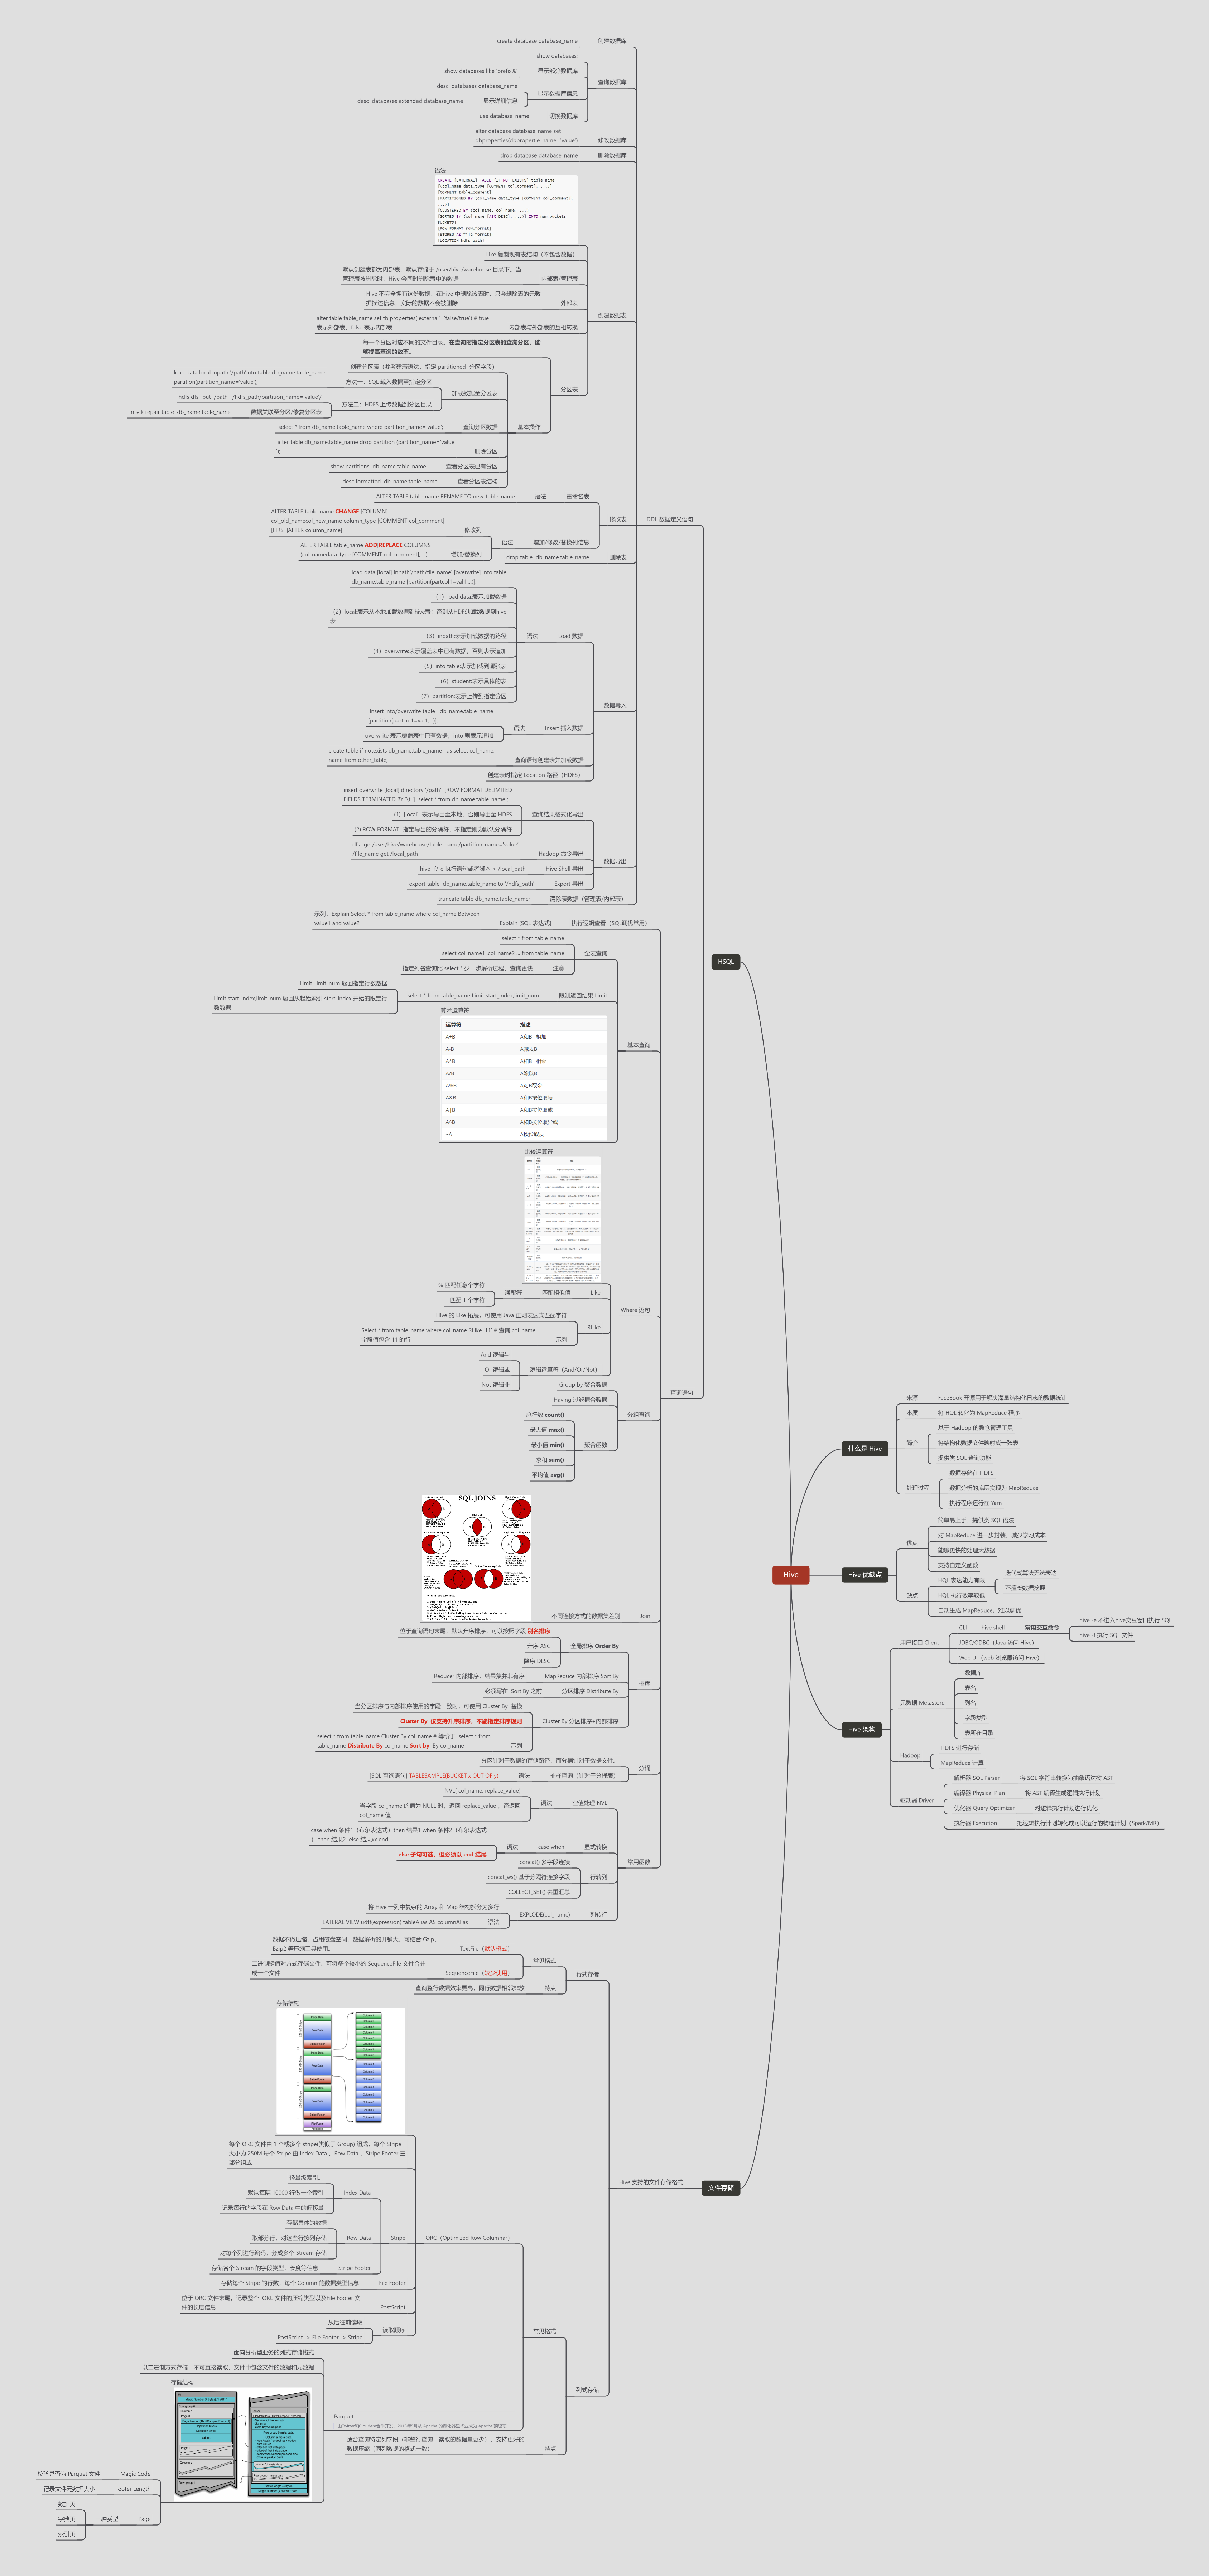 Hive
什么是 Hive
来源
FaceBook 开源用于解决海量结构化日志的数据统计
本质
将 HQL 转化为 MapReduce 程序
简介
基于 Hadoop 的数仓管理工具
将结构化数据文件映射成一张表
提供类 SQL 查询功能
处理过程
数据存储在 HDFS
数据分析的底层实现为 MapReduce
执行程序运行在 Yarn
Hive 优缺点
优点
简单易上手，提供类 SQL 语法
对 MapReduce 进一步封装，减少学习成本
能够更快的处理大数据
支持自定义函数
缺点
HQL 表达能力有限
迭代式算法无法表达
不擅长数据挖掘
HQL 执行效率较低
自动生成 MapReduce，难以调优
Hive 架构
用户接口 Client
CLI —— hive shell
常用交互命令
hive -e 不进入hive交互窗口执行 SQL
hive -f 执行 SQL 文件
JDBC/ODBC（Java 访问 Hive）
Web UI（web 浏览器访问 Hive）
元数据 Metastore
数据库
表名
列名
字段类型
表所在目录
Hadoop
HDFS 进行存储
MapReduce 计算
驱动器 Driver
解析器 SQL Parser
将 SQL 字符串转换为抽象语法树 AST
编译器 Physical Plan
将 AST 编译生成逻辑执行计划
优化器 Query Optimizer
对逻辑执行计划进行优化
执行器 Execution
把逻辑执行计划转化成可以运行的物理计划（Spark/MR）
HSQL
DDL 数据定义语句
创建数据库
create database database_name
查询数据库
show databases;
显示部分数据库
show databases like 'prefix%'
显示数据库信息
desc databases database_name
显示详细信息
desc databases extended database_name
切换数据库
use database_name
修改数据库
alter database database_name set
dbproperties(dbpropertie_name='value')
删除数据库
drop database database_name
创建数据表
语法
CREATE [EXTERNAL] TABLE [IF NOT EXISTS] table_name
[(col_name data_type [COMMENT col_comment], ...)]
[COMMENT table_comment]
[PARTITIONED BY (col_name data_type [COMMENT col_comment],
...)]
[CLUSTERED BY (col_name, col_name, ...)
[SORTED BY (col_name [ASC|DESC], ...)] INTO num_buckets
BUCKETS]
[ROW FORMAT row_format]
[STORED AS file_format]
[LOCATION hdfs_path]
Like 复制现有表结构（不包含数据）
内部表/管理表
默认创建表都为内部表，默认存储于 /user/hive/warehouse 目录下。当
管理表被删除时，Hive 会同时删除表中的数据
外部表
Hive 不完全拥有这份数据。在Hive 中删除该表时，只会删除表的元数
据描述信息，实际的数据不会被删除
内部表与外部表的互相转换
alter table table_name set tblproperties('external'='false/true') # true
表示外部表，false 表示内部表
分区表
每一个分区对应不同的文件目录。在查询时指定分区表的查询分区，能
够提高查询的效率。
基本操作
创建分区表（参考建表语法，指定 partitioned 分区字段）
加载数据至分区表
方法一：SQL 载入数据至指定分区
load data local inpath '/path'into table db_name.table_name
partition(partition_name='value');
方法二：HDFS 上传数据到分区目录
hdfs dfs -put /path /hdfs_path/partition_name='value'/
数据关联至分区/修复分区表
mock repair table db_name.table_name
查询分区数据
select * from db_name.table_name where partition_name='value';
删除分区
alter table db_name.table_name drop partition (partition_name='value
');
查看分区表已有分区
show partitions db_name.table_name
查看分区表结构
desc formatted db_name.table_name
修改表
重命名表
语法
ALTER TABLE table_name RENAME TO new_table_name
增加/修改/替换列信息
语法
修改列
ALTER TABLE table_name CHANGE [COLUMN]
col_old_namecol_new_name column_type [COMMENT col_comment]
[FIRST|AFTER column_name]
增加/替换列
ALTER TABLE table_name ADD|REPLACE COLUMNS
(col_namedata_type [COMMENT col_comment], ...)
删除表
drop table db_name.table_name
数据导入
Load 数据
语法
load data [local] inpath'/path/file_name' [overwrite] into table
db_name.table_name [partition(partcol1=val1,...)];
（1）load data:表示加载数据
（2）local:表示从本地加载数据到hive表；否则从HDFS加载数据到hive
表
（3）inpath:表示加载数据的路径
（4）overwrite:表示覆盖表中已有数据，否则表示追加
（5）into table:表示加载到哪张表
（6）student:表示具体的表
（7）partition:表示上传到指定分区
Insert 插入数据
语法
insert into/overwrite table db_name.table_name
[partition(partcol1=val1,...)];
overwrite 表示覆盖表中已有数据，into 则表示追加
查询语句创建表并加载数据
create table if notexists db_name.table_name as select col_name,
name from other_table;
创建表时指定 Location 路径（HDFS）
数据导出
查询结果格式化导出
insert overwrite [local] directory '/path' [ROW FORMAT DELIMITED
FIELDS TERMINATED BY '\t' ] select * from db_name.table_name ;
(1) [local] 表示导出至本地，否则导出至 HDFS
(2) ROW FORMAT, 指定导出的分隔符，不指定则为默认分隔符
Hadoop 命令导出
dfs -get/user/hive/warehouse/table_name/partition_name='value'
/file_name get /local_path
Hive Shell 导出
hive -f/-e 执行语句或者脚本 > /local_path
Export 导出
export table db_name.table_name to '/hdfs_path'
清除表数据（管理表/内部表）
truncate table db_name.table_name;
查询语句
执行逻辑查看（SQL调优常用）
Explain [SQL 表达式]
示列：Explain Select * from table_name where col_name Between
value1 and value2
基本查询
全表查询
select * from table_name
select col_name1 ,col_name2 ... from table_name
注意
指定列名查询比 select * 少一步解析过程，查询更快
限制返回结果 Limit
select * from table_name Limit start_index,limit_num
Limit limit_num 返回指定行数数据
Limit start_index,limit_num 返回从起始索引 start_index 开始的限定行
数数据
算术运算符
运算符 描述
A+B A和B 相加
A-B A减去B
A*B A和B 相乘
A/B A除以B
A%B A对B取余
A&B A和B按位取与
A|B A和B按位取或
A^B A和B按位取异或
~A A按位取反
Where 语句
比较运算符
Like
匹配相似值
通配符
% 匹配任意个字符
_ 匹配 1 个字符
RLike
Hive 的 Like 拓展，可使用 Java 正则表达式匹配字符
示列
Select * from table_name where col_name RLike '11' # 查询 col_name
字段值包含 11 的行
逻辑运算符（And/Or/Not）
And 逻辑与
Or 逻辑或
Not 逻辑非
分组查询
Group by 聚合数据
Having 过滤据合数据
聚合函数
总行数 count()
最大值 max()
最小值 min()
求和 sum()
平均值 avg()
Join
不同连接方式的数据集差别
SQL JOINS
排序
全局排序 Order By
位于查询语句末尾，默认升序排序，可以按照字段 别名排序
升序 ASC
降序 DESC
MapReduce 内部排序 Sort By
Reducer 内部排序，结果集并非有序
分区排序 Distribute By
必须写在 Sort By 之前
Cluster By 分区排序+内部排序
当分区排序与内部排序使用的字段一致时，可使用 Cluster By 替换
Cluster By 仅支持升序排序，不能指定排序规则
示列
select * from table_name Cluster By col_name # 等价于 select * from
table_name Distribute By col_name Sort by By col_name
分桶
分区针对于数据的存储路径，而分桶针对于数据文件。
抽样查询（针对于分桶表）
语法
[SQL 查询语句] TABLESAMPLE(BUCKET x OUT OF y)
常用函数
空值处理 NVL
语法
NVL( col_name, replace_value)
当字段 col_name 的值为 NULL 时，返回 replace_value ，否返回
col_name 值
显式转换
case when
语法
case when 条件1（布尔表达式）then 结果1 when 条件2（布尔表达式
） then 结果2 else 结果xx end
else 子句可选，但必须以 end 结尾
行转列
concat() 多字段连接
concat_ws() 基于分隔符连接字段
COLLECT_SET() 去重汇总
列转行
EXPLODE(col_name)
将 Hive 一列中复杂的 Array 和 Map 结构拆分为多行
语法
LATERAL VIEW udtf(expression) tableAlias AS columnAlias
文件存储
Hive 支持的文件存储格式
行式存储
常见格式
TextFile（默认格式）
数据不做压缩，占用磁盘空间，数据解析的开销大。可结合 Gzip、
Bzip2 等压缩工具使用。
SequenceFile（较少使用）
二进制键值对方式存储文件。可将多个较小的 SequenceFile 文件合并
成一个文件
特点
查询整行数据效率更高，同行数据相邻排放
列式存储
常见格式
ORC（Optimized Row Columnar）
存储结构
每个 ORC 文件由 1 个或多个 stripe(类似于 Group) 组成，每个 Stripe
大小为 250M.每个 Stripe 由 Index Data 、Row Data 、Stripe Footer 三
部分组成
Stripe
Index Data
轻量级索引。
默认每隔 10000 行做一个索引
记录每行的字段在 Row Data 中的偏移量
Row Data
存储具体的数据
取部分行，对这些行按列存储
对每个列进行编码，分成多个 Stream 存储
Stripe Footer
存储各个 Stream 的字段类型，长度等信息
File Footer
存储每个 Stripe 的行数，每个 Column 的数据类型信息
PostScript
位于 ORC 文件末尾。记录整个 ORC 文件的压缩类型以及File Footer 文
件的长度信息
读取顺序
从后往前读取
PostScript -> File Footer -> Stripe
Parquet
面向分析型业务的列式存储格式
以二进制方式存储，不可直接读取，文件中包含文件的数据和元数据
存储结构
Magic Code
校验是否为 Parquet 文件
Footer Length
记录文件元数据大小
Page
三种类型
数据页
字典页
索引页
特点
适合查询特定列字段（非整行查询，读取的数据量更少），支持更好的
数据压缩（同列数据的格式一致）